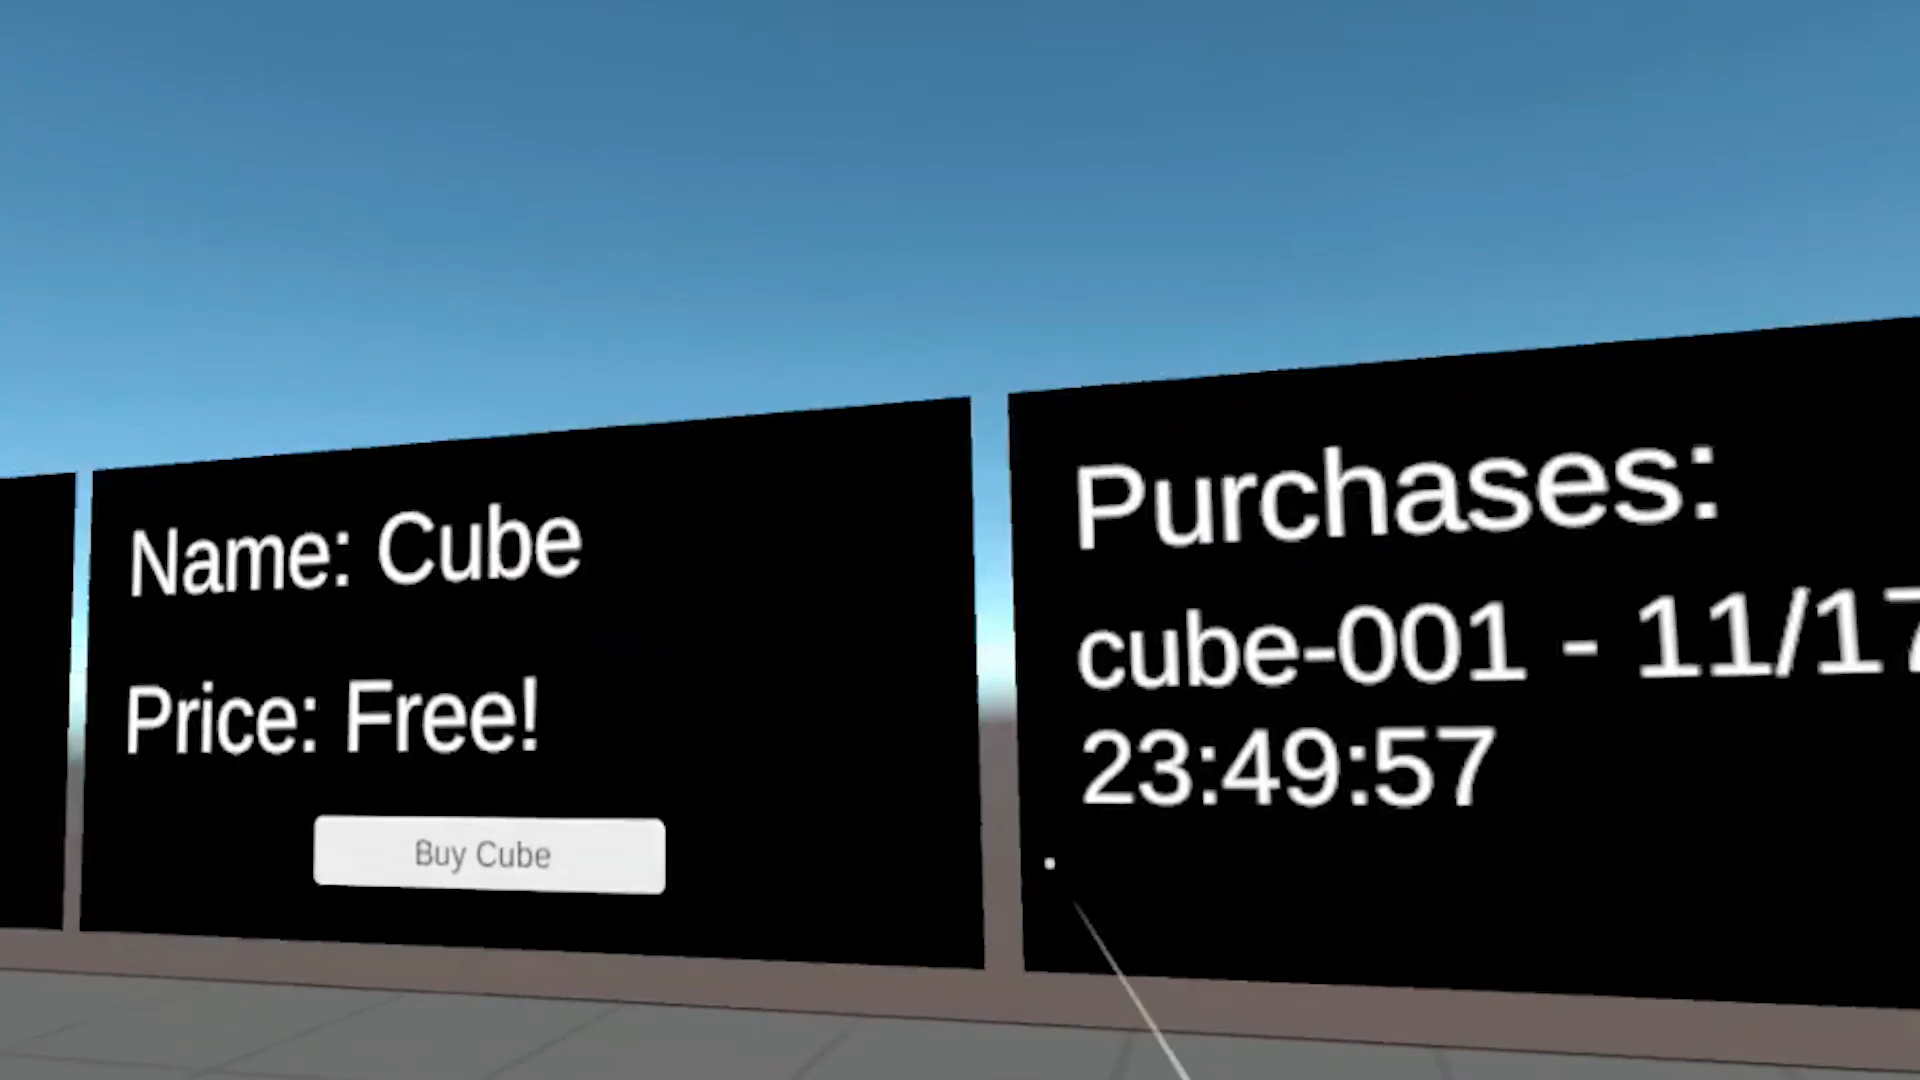 Name: Cube
Price: Free!
Buy Cube
Purchases:
cube-001 - 11/17
23:49:57